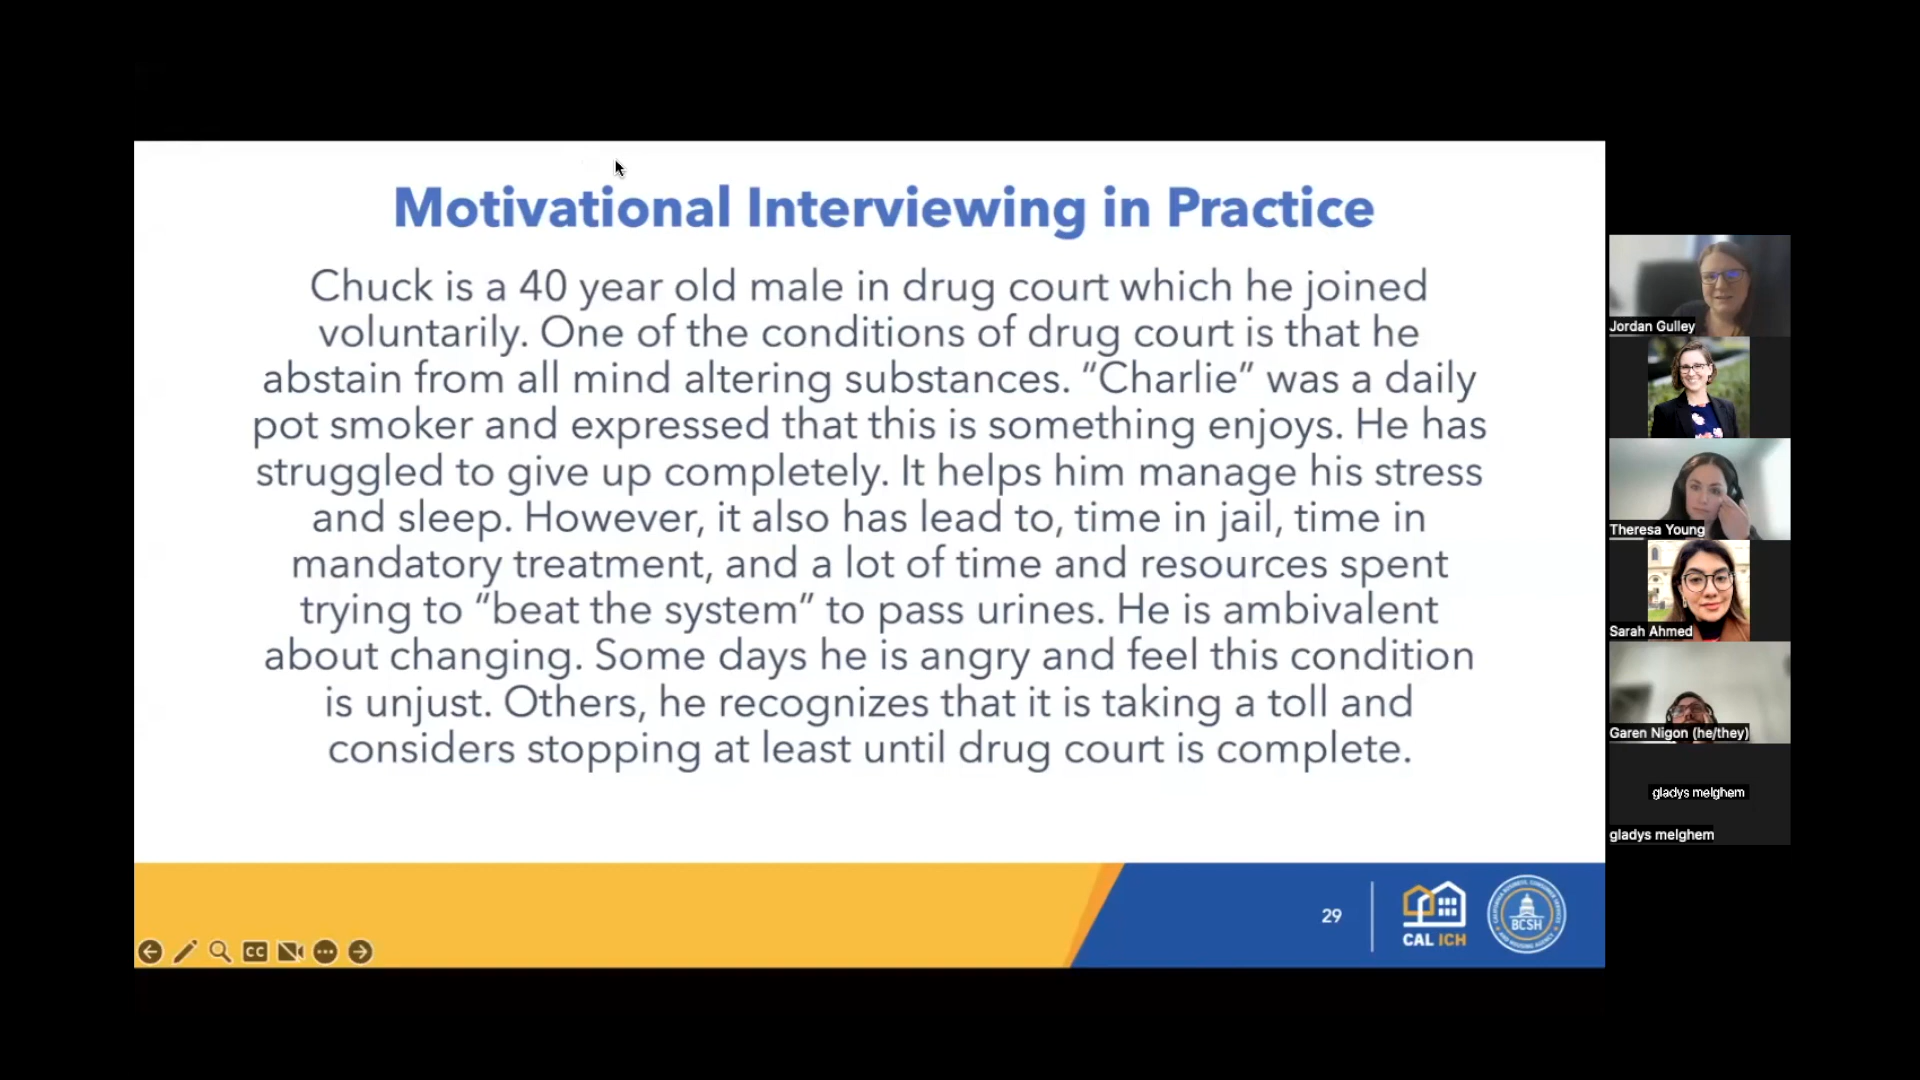 Motivational Interviewing in Practice
Chuck is a 40 year old male in drug court which he joined
voluntarily. One of the conditions of drug court is that he
abstain from all mind altering substances. “Charlie” was a daily
pot smoker and expressed that this is something enjoys. He has
struggled to give up completely. It helps him manage his stress
and sleep. However, it also has lead to, time in jail, time in
mandatory treatment, and a lot of time and resources spent
trying to “beat the system” to pass urines. He is ambivalent
about changing. Some days he is angry and feel this condition
is unjust. Others, he recognizes that it is taking a toll and
considers stopping at least until drug court is complete.
29
CAL ICH
BCSH
CC
Jordan Gulley
Theresa Young
Sarah Ahmed
Garen Nigon (he/they)
gladys melghem
gladys melghem